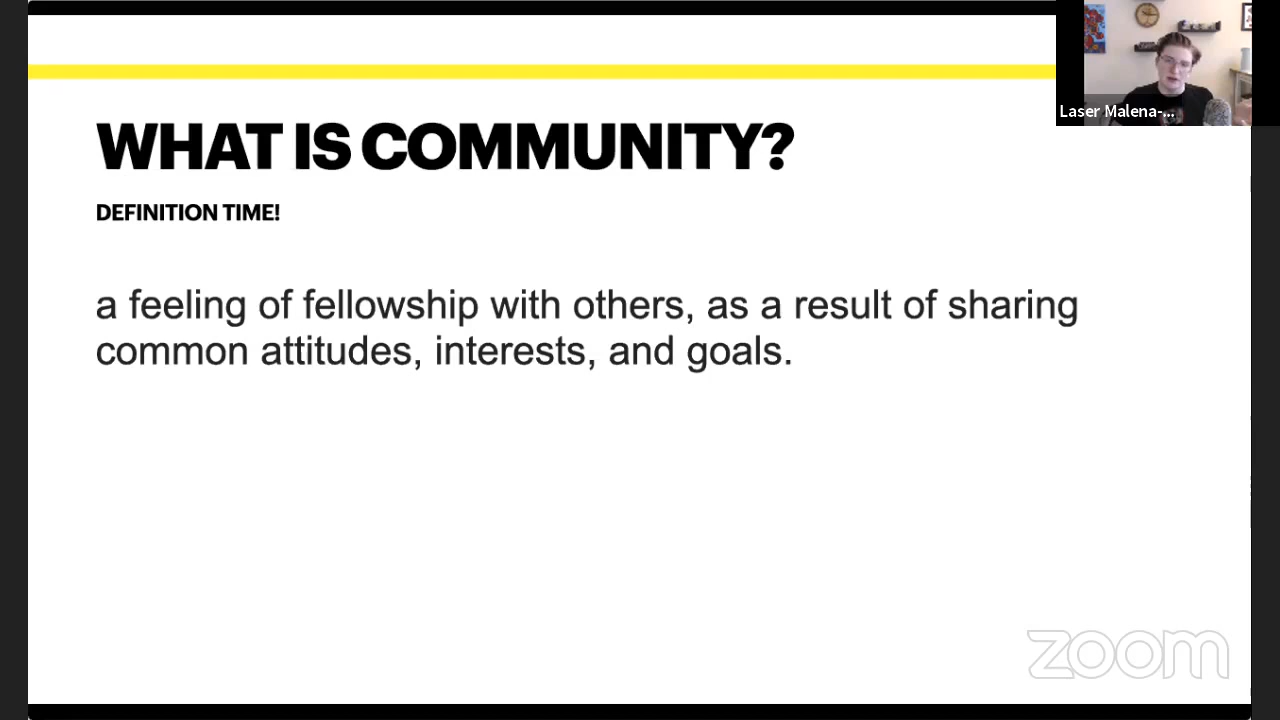 Laser Malena-...
WHAT IS COMMUNITY?
DEFINITION TIME!
a feeling of fellowship with others, as a result of sharing
common attitudes, interests, and goals.
zoom